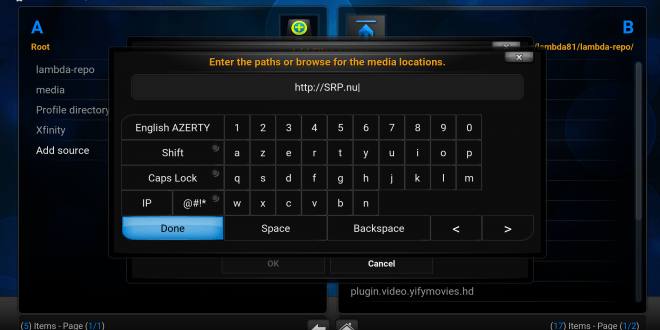 A
B
Root
/lambda81/lambda-repo/
Enter the paths or browse for the media locations.
http://SRP.nu
lambda-repo
media
Profile directory
Xfinity
Add source
English AZERTY 1 2 3 4 5 6 7 8 9 0
Shift a z e r t y u i o p
Caps Lock q s d f g h j k l m
IP @#!* w x c v b n
Done Space Backspace < >
OK Cancel
plugin.video.yifymovies.hd
(5) Items - Page (1/1)
(17) Items - Page (1/2)